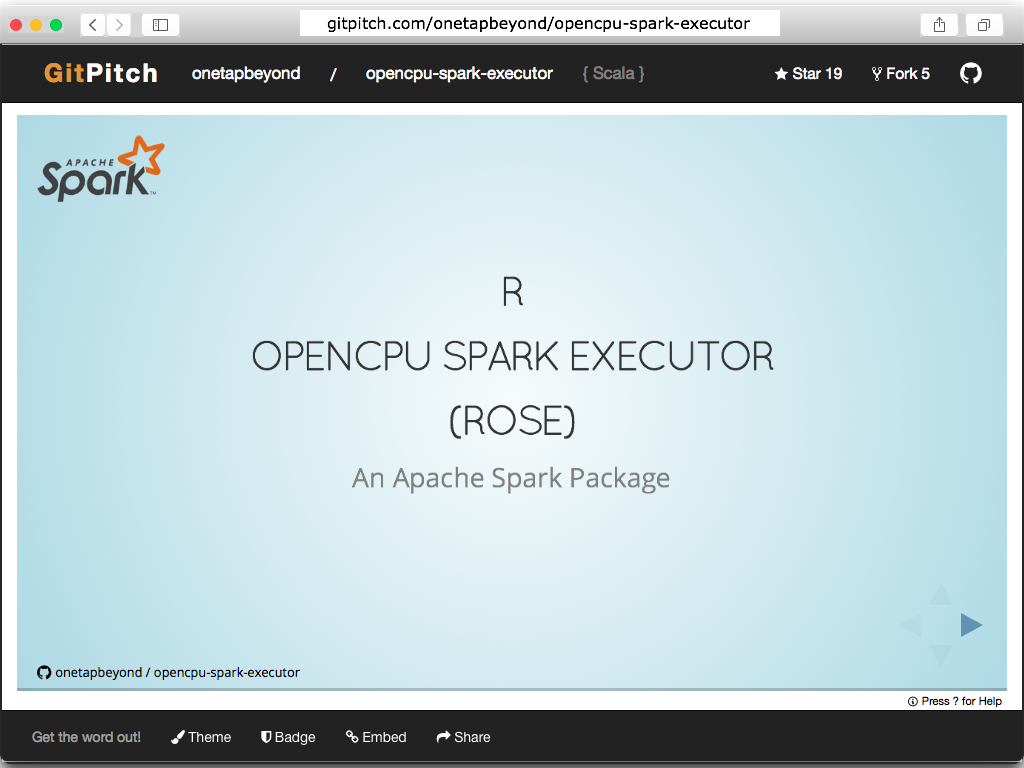 gitpitch.com/onetapbeyond/opencpu-spark-executor
GitPitch onetapbeyond / opencpu-spark-executor { Scala } Star 19 Fork 5
APACHE
Spark™
R
OPENCPU SPARK EXECUTOR
(ROSE)
An Apache Spark Package
onetapbeyond / opencpu-spark-executor
Press ? for Help
Get the word out! Theme Badge Embed Share